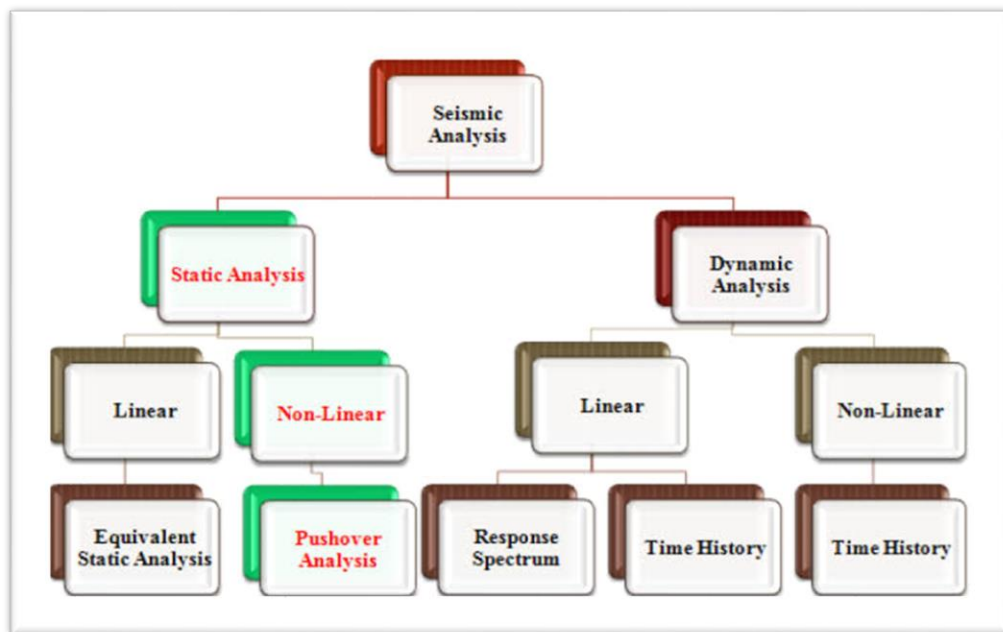 Seismic
Analysis
Static Analysis
Dynamic
Analysis
Linear
Non-Linear
Linear
Non-Linear
Equivalent
Static Analysis
Pushover
Analysis
Response
Spectrum
Time History
Time History